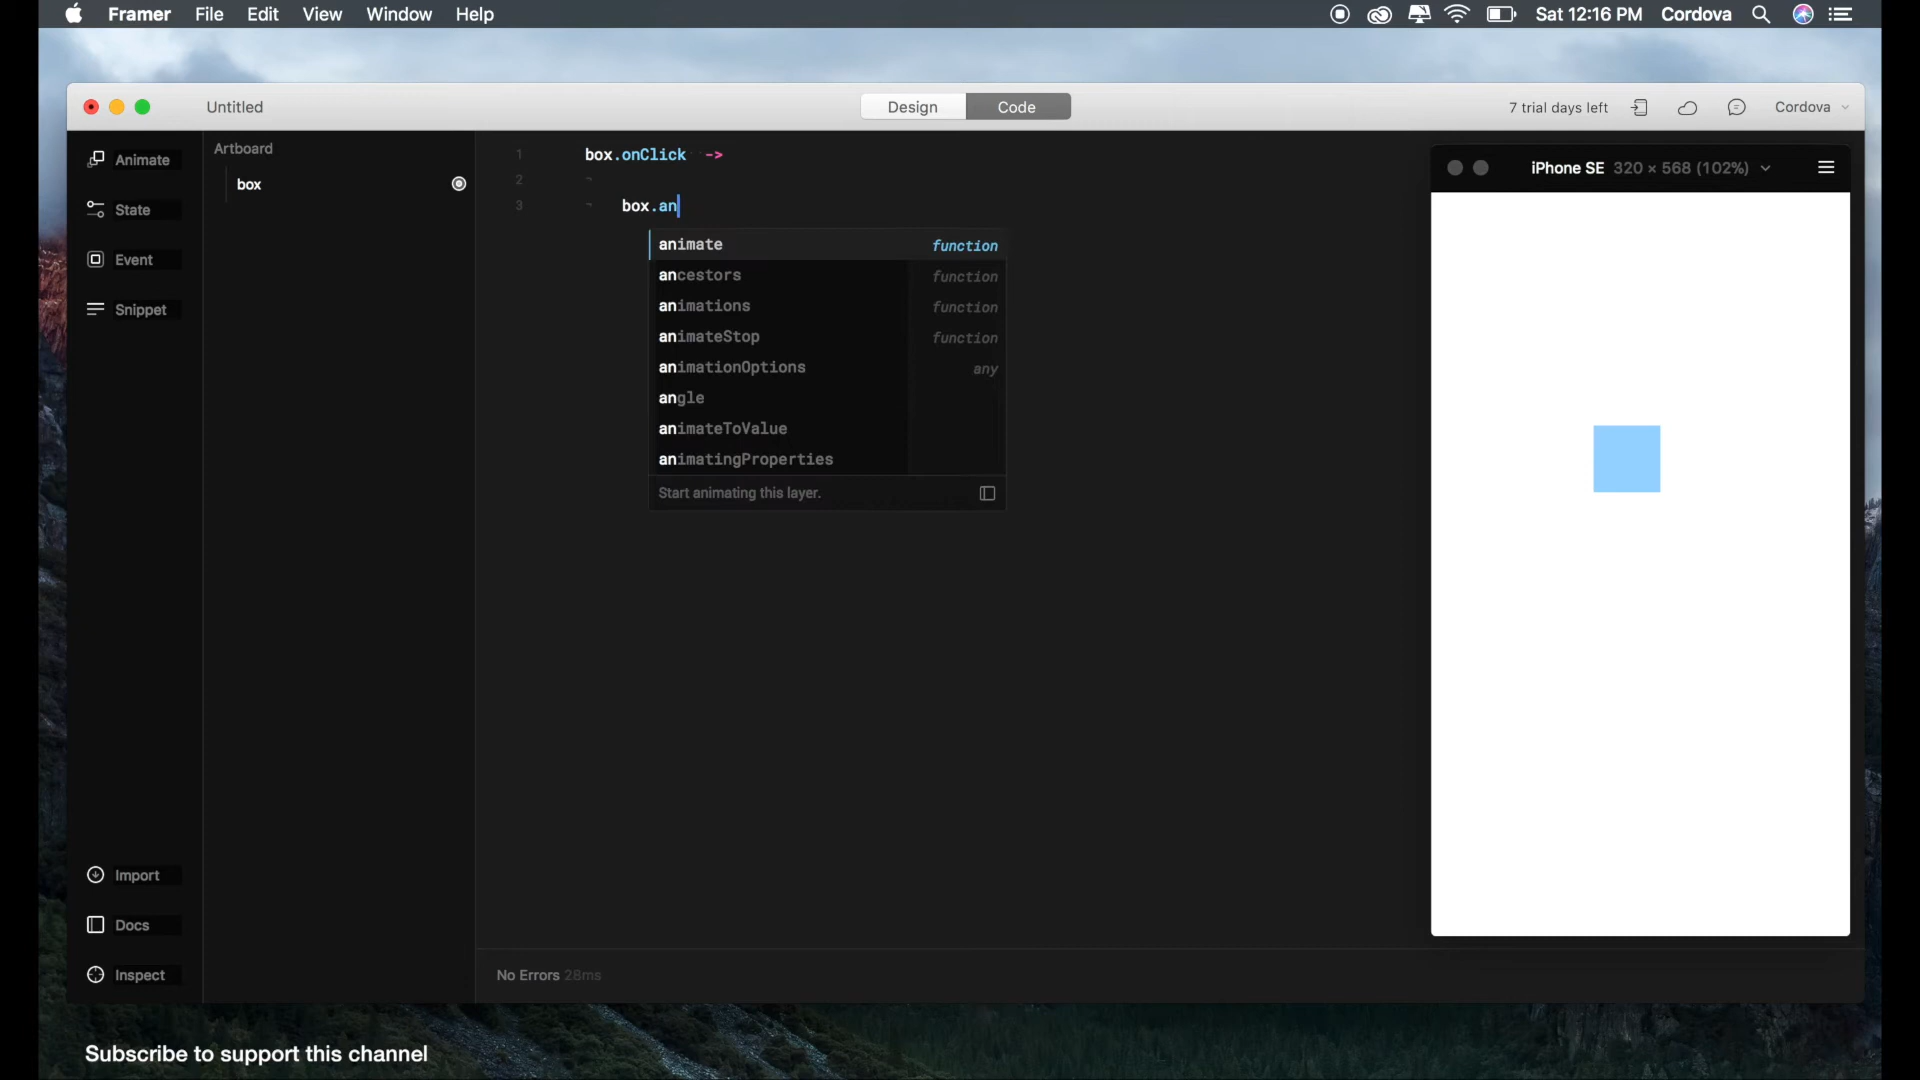 Framer File Edit View Window Help Sat 12:16 PM Cordova
Untitled Design Code 7 trial days left Cordova
Animate
State
Event
Snippet
Import
Docs
Inspect
Artboard
box
1 box.onClick ->
2
3 box.an
animate function
ancestors function
animations function
animateStop function
animationOptions any
angle
animateToValue
animatingProperties
Start animating this layer.
No Errors 28ms
iPhone SE 320 × 568 (102%)
Subscribe to support this channel